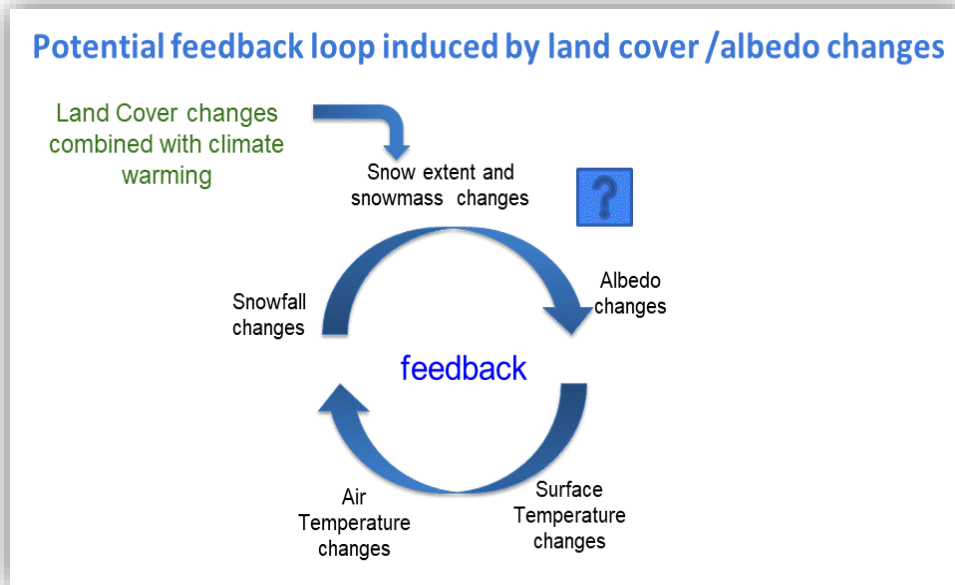 Potential feedback loop induced by land cover /albedo changes
Land Cover changes
combined with climate
warming
Snow extent and
snowmass changes
?
Albedo
changes
Snowfall
changes
feedback
Air
Temperature
changes
Surface
Temperature
changes